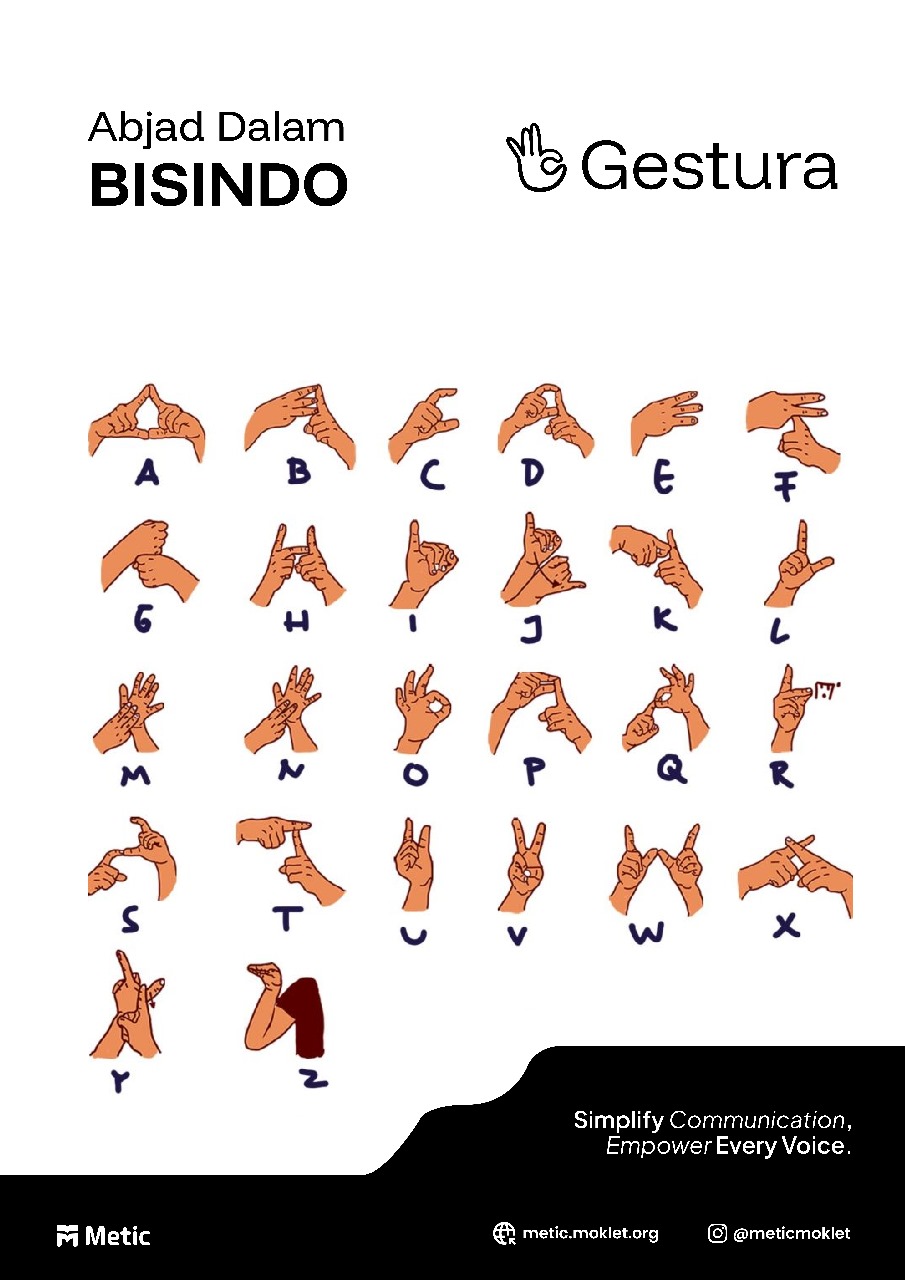 Abjad Dalam
BISINDO
Gestura
A B C D E F
G H I J K L
M N O P Q R
S T U V W X
Y Z
Simplify Communication,
Empower Every Voice.
Metic
metic.moklet.org
@meticmoklet